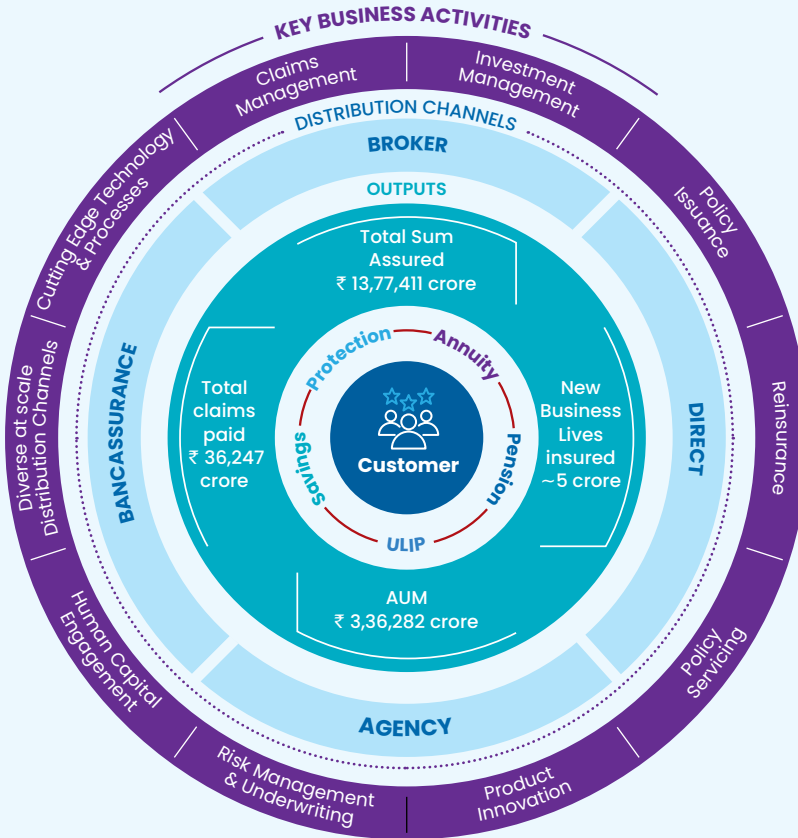 KEY BUSINESS ACTIVITIES
Claims
Management
Investment
Management
Policy
Issuance
Reinsurance
Policy
Servicing
Product
Innovation
Risk Management
& Underwriting
Human Capital
Engagement
Diverse at scale
Distribution Channels
Cutting Edge Technology
& Processes
DISTRIBUTION CHANNELS
BROKER
DIRECT
AGENCY
BANCASSURANCE
OUTPUTS
Total Sum
Assured
₹ 13,77,411 crore
New
Business
Lives
insured
~5 crore
AUM
₹ 3,36,282 crore
Total
claims
paid
₹ 36,247
crore
Protection
Annuity
Pension
ULIP
Savings
Customer